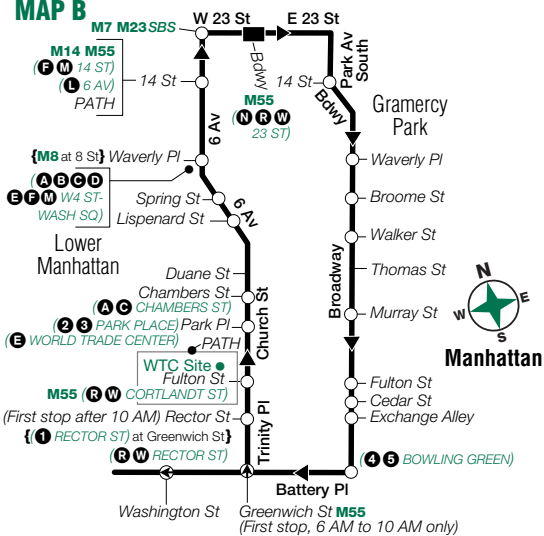 MAP B
M7 M23SBS
W 23 St
E 23 St
M14 M55
(F M 14 ST)
(L 6 AV)
PATH
14 St
Bdwy
M55
(N R W
23 ST)
14 St
Park Av
South
Bdwy
Gramercy
Park
6 Av
{M8 at 8 St} Waverly Pl
(A B C D
E F M W4 ST-
WASH SQ)
Spring St
6 Av
Lispenard St
Lower
Manhattan
Duane St
Chambers St
(A C CHAMBERS ST)
(2 3 PARK PLACE) Park Pl
(E WORLD TRADE CENTER)
PATH
Church St
WTC Site
Fulton St
M55 (R W CORTLANDT ST)
(First stop after 10 AM) Rector St
{(1 RECTOR ST) at Greenwich St}
(R W RECTOR ST)
Trinity Pl
Waverly Pl
Broome St
Walker St
Thomas St
Broadway
Murray St
Fulton St
Cedar St
Exchange Alley
(4 5 BOWLING GREEN)
Battery Pl
Washington St
Greenwich St M55
(First stop, 6 AM to 10 AM only)
N
E
W
S
Manhattan